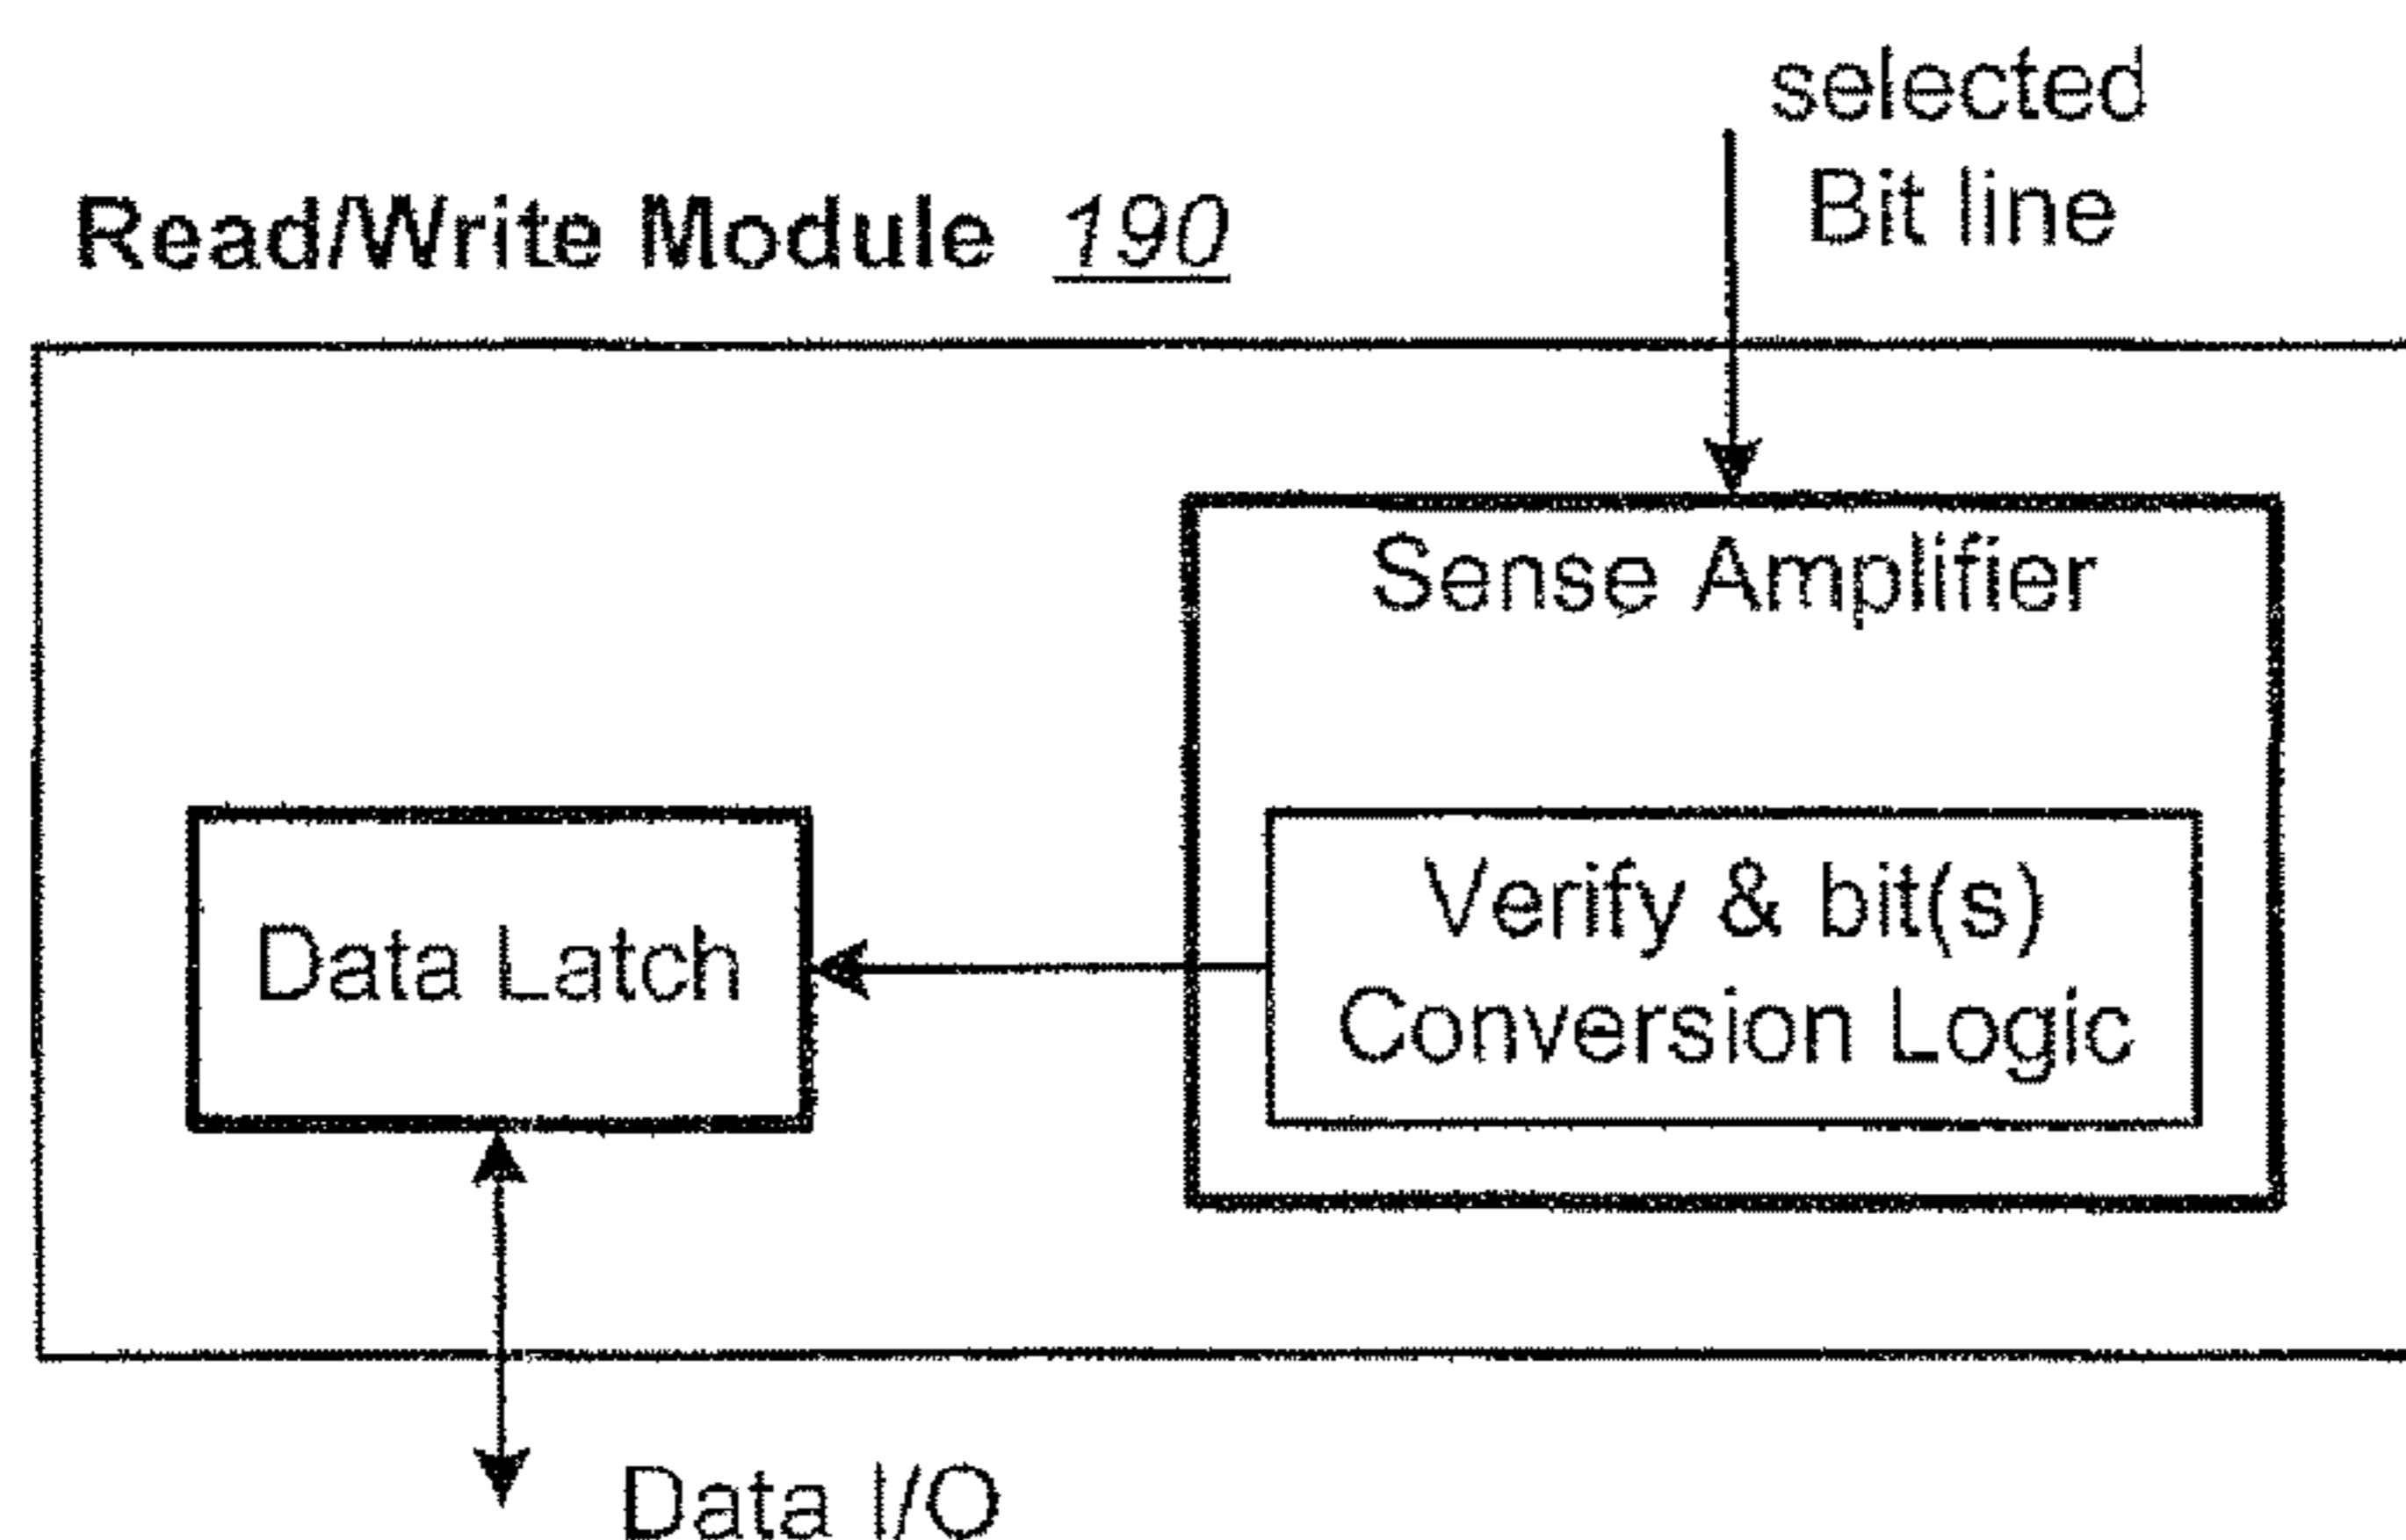 selected
Bit line
Read/Write Module 190
Sense Amplifier
Verify & bit(s)
Conversion Logic
Data Latch
Data I/O